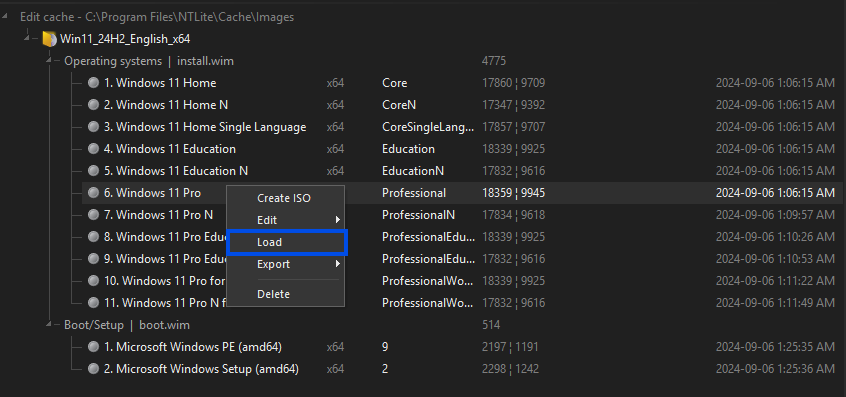 Edit cache - C:\Program Files\NTLite\Cache\Images
Win11_24H2_English_x64
Operating systems | install.wim 4775
1. Windows 11 Home x64 Core 17860 ¦ 9709 2024-09-06 1:06:15 AM
2. Windows 11 Home N x64 CoreN 17347 ¦ 9392 2024-09-06 1:06:15 AM
3. Windows 11 Home Single Language x64 CoreSingleLang... 17857 ¦ 9707 2024-09-06 1:06:15 AM
4. Windows 11 Education x64 Education 18339 ¦ 9925 2024-09-06 1:06:15 AM
5. Windows 11 Education N x64 EducationN 17832 ¦ 9616 2024-09-06 1:06:15 AM
6. Windows 11 Pro Professional 18359 ¦ 9945 2024-09-06 1:06:15 AM
7. Windows 11 Pro N ProfessionalN 17834 ¦ 9618 2024-09-06 1:09:57 AM
8. Windows 11 Pro Edu ProfessionalEdu... 18339 ¦ 9925 2024-09-06 1:10:26 AM
9. Windows 11 Pro Edu ProfessionalEdu... 17832 ¦ 9616 2024-09-06 1:10:53 AM
10. Windows 11 Pro for ProfessionalWo... 18339 ¦ 9925 2024-09-06 1:11:22 AM
11. Windows 11 Pro N f ProfessionalWo... 17832 ¦ 9616 2024-09-06 1:11:49 AM
Create ISO
Edit
Load
Export
Delete
Boot/Setup | boot.wim 514
1. Microsoft Windows PE (amd64) x64 9 2197 ¦ 1191 2024-09-06 1:25:35 AM
2. Microsoft Windows Setup (amd64) x64 2 2298 ¦ 1242 2024-09-06 1:25:36 AM